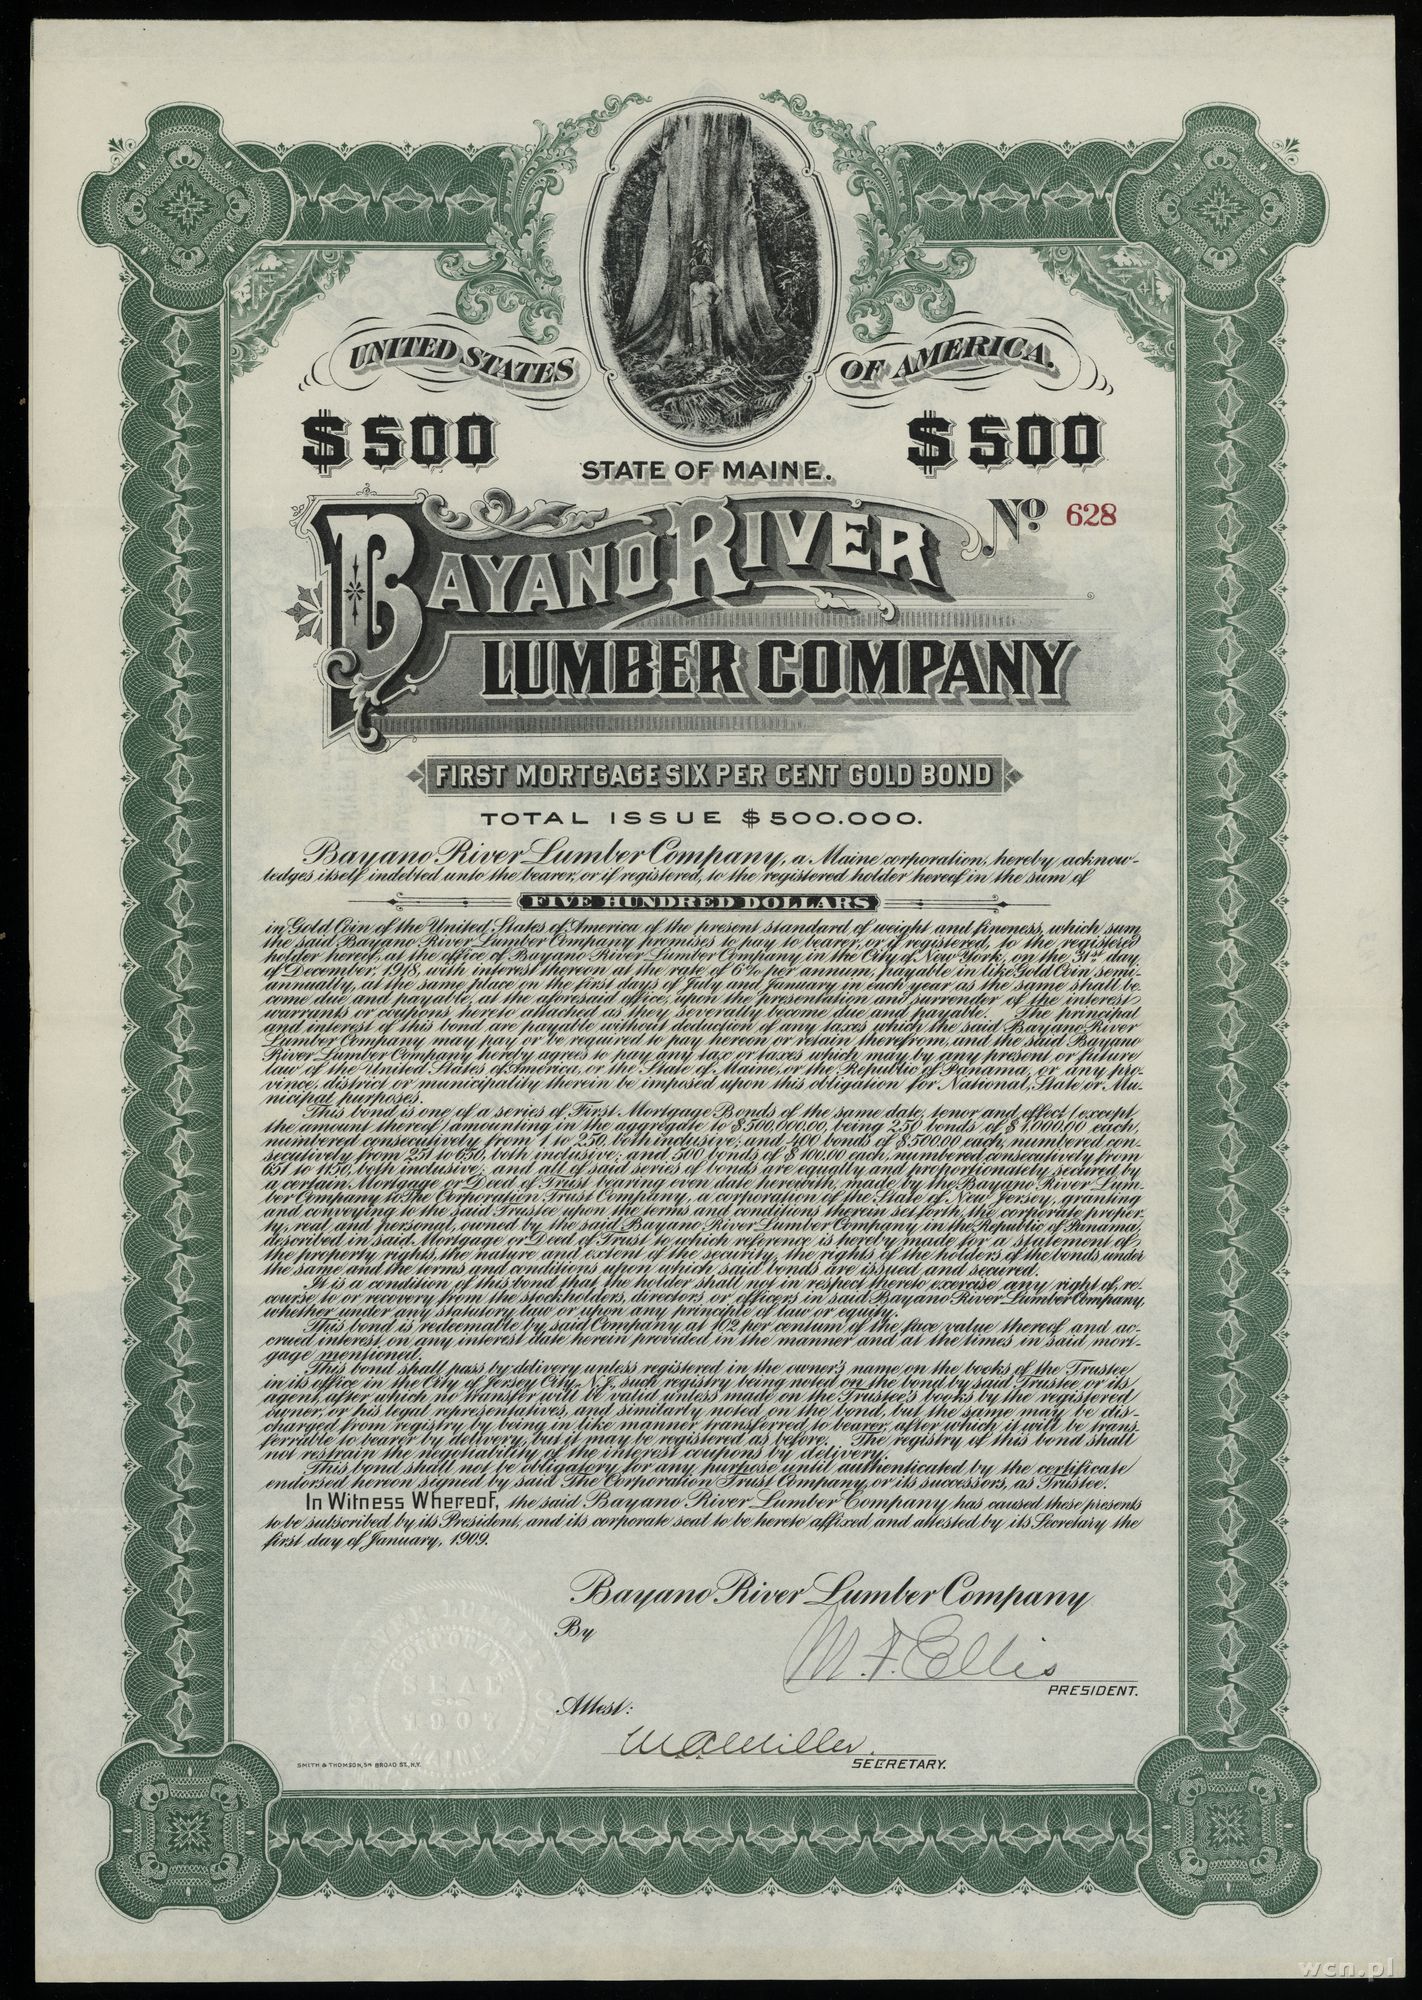 UNITED STATES OF AMERICA.
$500 $500
STATE OF MAINE.
No 628
BAYANO RIVER
LUMBER COMPANY
FIRST MORTGAGE SIX PER CENT GOLD BOND
TOTAL ISSUE $500.000.
Bayano River Lumber Company, a Maine corporation, hereby acknow-
ledges itself indebted unto the bearer, or if registered, to the registered holder hereof in the sum of
FIVE HUNDRED DOLLARS
in Gold Coin of the United States of America of the present standard of weight and fineness, which sum
the said Bayano River Lumber Company promises to pay to bearer, or if registered, to the registered
holder hereof, at the office of Bayano River Lumber Company in the City of New York, on the 31st day
of December, 1918, with interest thereon at the rate of 6% per annum, payable in like Gold Coin semi-
annually, at the same place on the first days of July and January in each year as the same shall be-
come due and payable, at the aforesaid office, upon the presentation and surrender of the interest
warrants or coupons hereto attached as they severally become due and payable. The principal
and interest of this bond are payable without deduction of any taxes which the said Bayano River
Lumber Company may pay or be required to pay hereon or retain therefrom, and the said Bayano
River Lumber Company hereby agrees to pay any tax or taxes which may by any present or future
law of the United States of America, or the State of Maine, or the Republic of Panama, or any pro-
vince, district or municipality therein be imposed upon this obligation for National, State or Mu-
nicipal purposes.
This bond is one of a series of First Mortgage Bonds of the same date, tenor and effect (except
the amount thereof) amounting in the aggregate to $500,000.00, being 250 bonds of $1,000.00 each,
numbered consecutively from 1 to 250, both inclusive; and 400 bonds of $500.00 each, numbered con-
secutively from 251 to 650, both inclusive; and 500 bonds of $100.00 each, numbered consecutively from
651 to 1150, both inclusive; and all of said series of bonds are equally and proportionately secured by
a certain Mortgage or Deed of Trust bearing even date herewith, made by the Bayano River Lum-
ber Company to The Corporation Trust Company, a corporation of the State of New Jersey, granting
and conveying to the said Trustee upon the terms and conditions therein set forth, the corporate proper-
ty, real and personal, owned by the said Bayano River Lumber Company in the Republic of Panama,
described in said Mortgage or Deed of Trust to which reference is hereby made for a statement of
the property rights, the nature and extent of the security, the rights of the holders of the bonds under
the same and the terms and conditions upon which said bonds are issued and secured.
It is a condition of this bond that the holder shall not in respect thereto exercise any right of re-
course to or recovery from the stockholders, directors or officers in said Bayano River Lumber Company,
whether under any statutory law or upon any principle of law or equity.
This bond is redeemable by said Company at 102 per centum of the face value thereof and ac-
crued interest on any interest date herein provided in the manner and at the times in said mort-
gage mentioned.
This bond shall pass by delivery unless registered in the owner's name on the books of the Trustee
in its office in the City of Jersey City, N.J., such registry being noted on the bond by said Trustee or its
agent, after which no transfer will be valid unless made on the Trustee's books by the registered
owner, or his legal representatives, and similarly noted on the bond, but the same may be dis-
charged from registry by being in like manner transferred to bearer, after which it will be trans-
ferrable to bearer by delivery, but it may be registered as before. The registry of this bond shall
not restrain the negotiability of the interest coupons by delivery.
This bond shall not be obligatory for any purpose until authenticated by the certificate
endorsed hereon signed by said The Corporation Trust Company, or its successors, as Trustee.
In Witness Whereof, the said Bayano River Lumber Company has caused these presents
to be subscribed by its President, and its corporate seal to be hereto affixed and attested by its Secretary the
first day of January, 1909.
Bayano River Lumber Company
By
M. F. Ellis
PRESIDENT.
Attest:
SECRETARY.
CORPORATE
SEAL
1907
MAINE
SMITH & THOMSON, 54 BROAD ST., N.Y.
wcn.pl